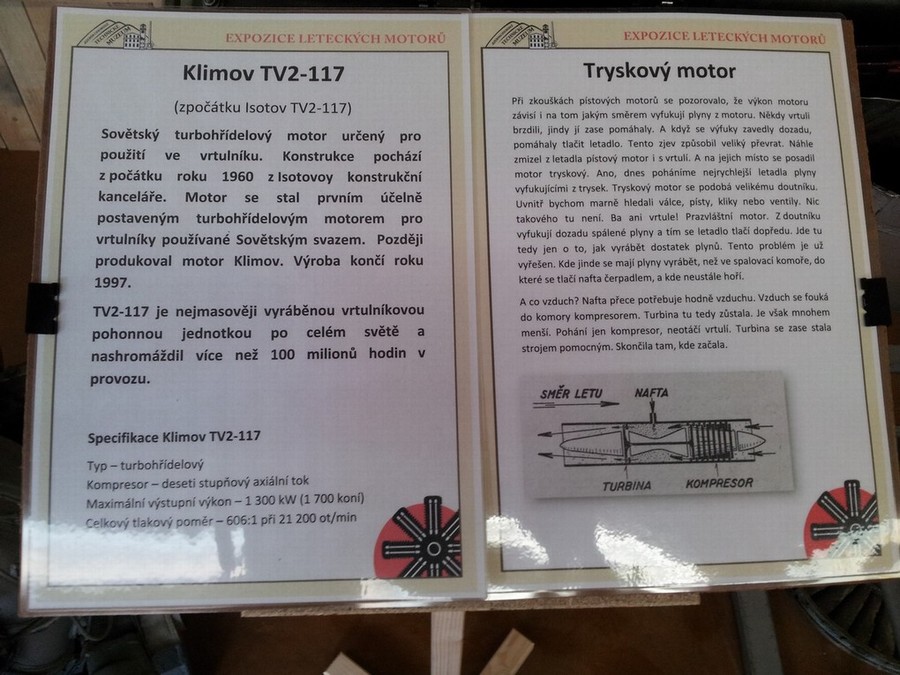 EXPOZICE LETECKÝCH MOTORŮ
Klimov TV2-117
(zpočátku Isotov TV2-117)
Sovětský turbohřídelový motor určený pro
použití ve vrtulníku. Konstrukce pochází
z počátku roku 1960 z Isotovoy konstrukční
kanceláře. Motor se stal prvním účelně
postaveným turbohřídelovým motorem pro
vrtulníky používané Sovětským svazem. Později
produkoval motor Klimov. Výroba končí roku
1997.
TV2-117 je nejmasověji vyráběnou vrtulníkovou
pohonnou jednotkou po celém světě a
nashromáždil více než 100 milionů hodin v
provozu.
Specifikace Klimov TV2-117
Typ – turbohřídelový
Kompresor – deseti stupňový axiální tok
Maximální výstupní výkon – 1 300 kW (1 700 koní)
Celkový tlakový poměr – 606:1 při 21 200 ot/min
EXPOZICE LETECKÝCH MOTORŮ
Tryskový motor
Při zkouškách pístových motorů se pozorovalo, že výkon motoru
závisí i na tom jakým směrem vyfukují plyny z motoru. Někdy vrtuli
brzdili, jindy jí zase pomáhaly. A když se výfuky zavedly dozadu,
pomáhaly tlačit letadlo. Tento zjev způsobil veliký převrat. Náhle
zmizel z letadla pístový motor i s vrtulí. A na jejich místo se posadil
motor tryskový. Ano, dnes poháníme nejrychlejší letadla plyny
vyfukujícími z trysek. Tryskový motor se podobá velikému doutníku.
Uvnitř bychom marně hledali válce, písty, kliky nebo ventily. Nic
takového tu není. Ba ani vrtule! Prazvláštní motor. Z doutníku
vyfukují dozadu spálené plyny a tím se letadlo tlačí dopředu. Jde tu
tedy jen o to, jak vyrábět dostatek plynů. Tento problém je už
vyřešen. Kde jinde se mají plyny vyrábět, než ve spalovací komoře, do
které se tlačí nafta čerpadlem, a kde neustále hoří.
A co vzduch? Nafta přece potřebuje hodně vzduchu. Vzduch se fouká
do komory kompresorem. Turbina tu tedy zůstala. Je však mnohem
menší. Pohání jen kompresor, neotáčí vrtulí. Turbina se zase stala
strojem pomocným. Skončila tam, kde začala.
SMĚR LETU NAFTA
TURBINA KOMPRESOR